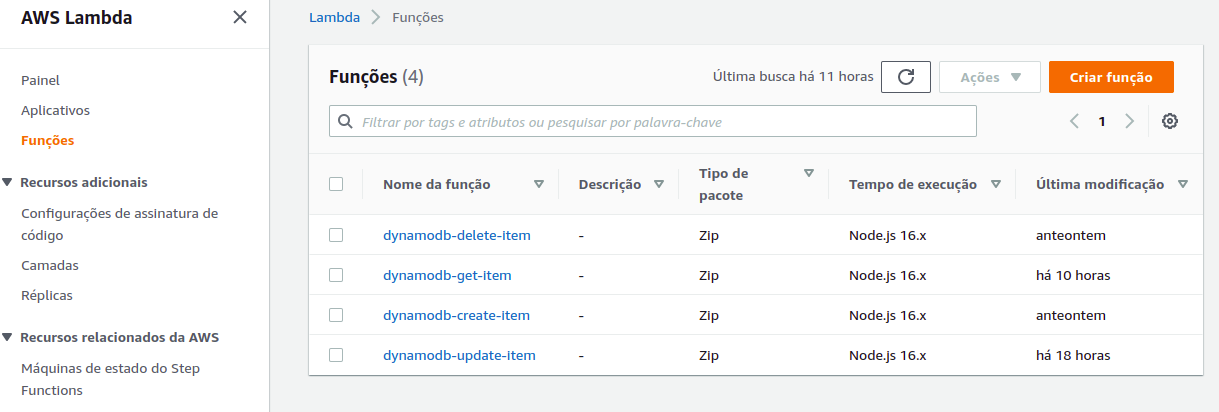 AWS Lambda
Painel
Aplicativos
Funções
Recursos adicionais
Configurações de assinatura de
código
Camadas
Réplicas
Recursos relacionados da AWS
Máquinas de estado do Step
Functions
Lambda > Funções
Funções (4)
Última busca há 11 horas
Ações
Criar função
Filtrar por tags e atributos ou pesquisar por palavra-chave
1
Nome da função Descrição Tipo de pacote Tempo de execução Última modificação
dynamodb-delete-item - Zip Node.js 16.x anteontem
dynamodb-get-item - Zip Node.js 16.x há 10 horas
dynamodb-create-item - Zip Node.js 16.x anteontem
dynamodb-update-item - Zip Node.js 16.x há 18 horas